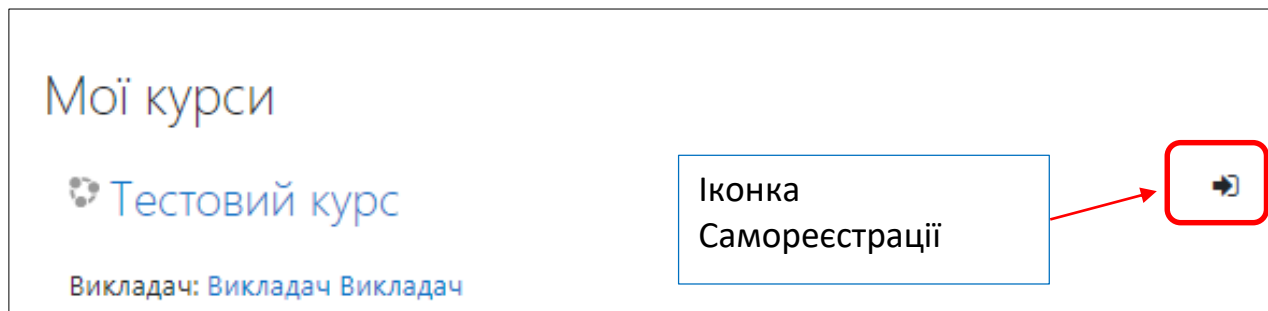 Мої курси
Тестовий курс
Іконка
Самореєстрації
Викладач: Викладач Викладач